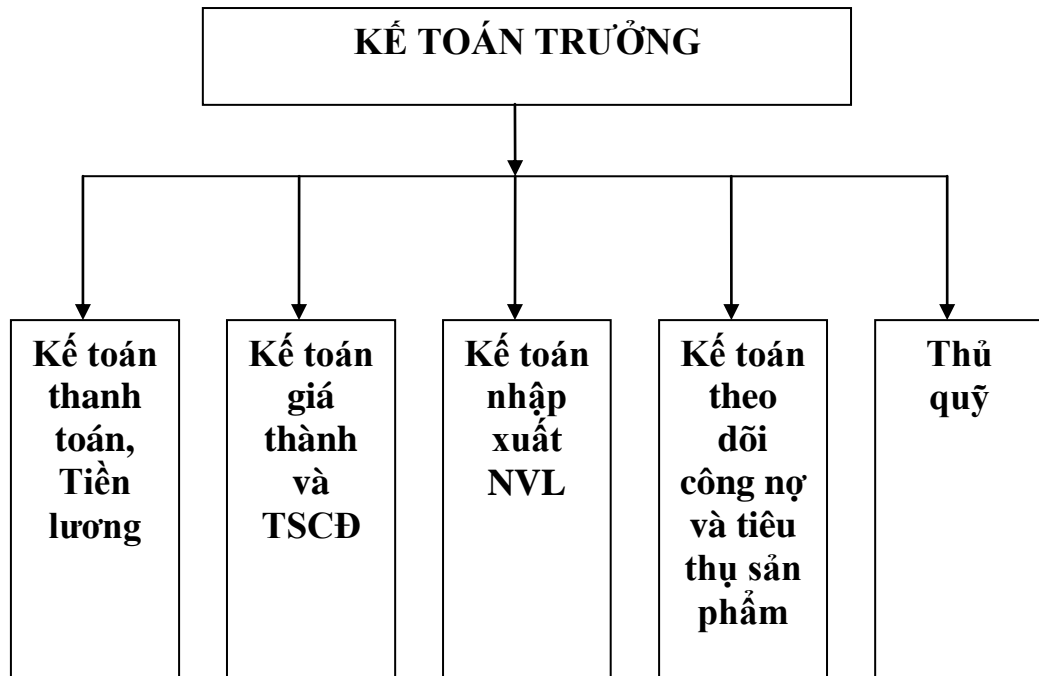 KẾ TOÁN TRƯỞNG
Kế toán
thanh
toán,
Tiền
lương
Kế toán
giá
thành
và
TSCĐ
Kế toán
nhập
xuất
NVL
Kế toán
theo
dõi
công nợ
và tiêu
thụ sản
phẩm
Thủ
quỹ